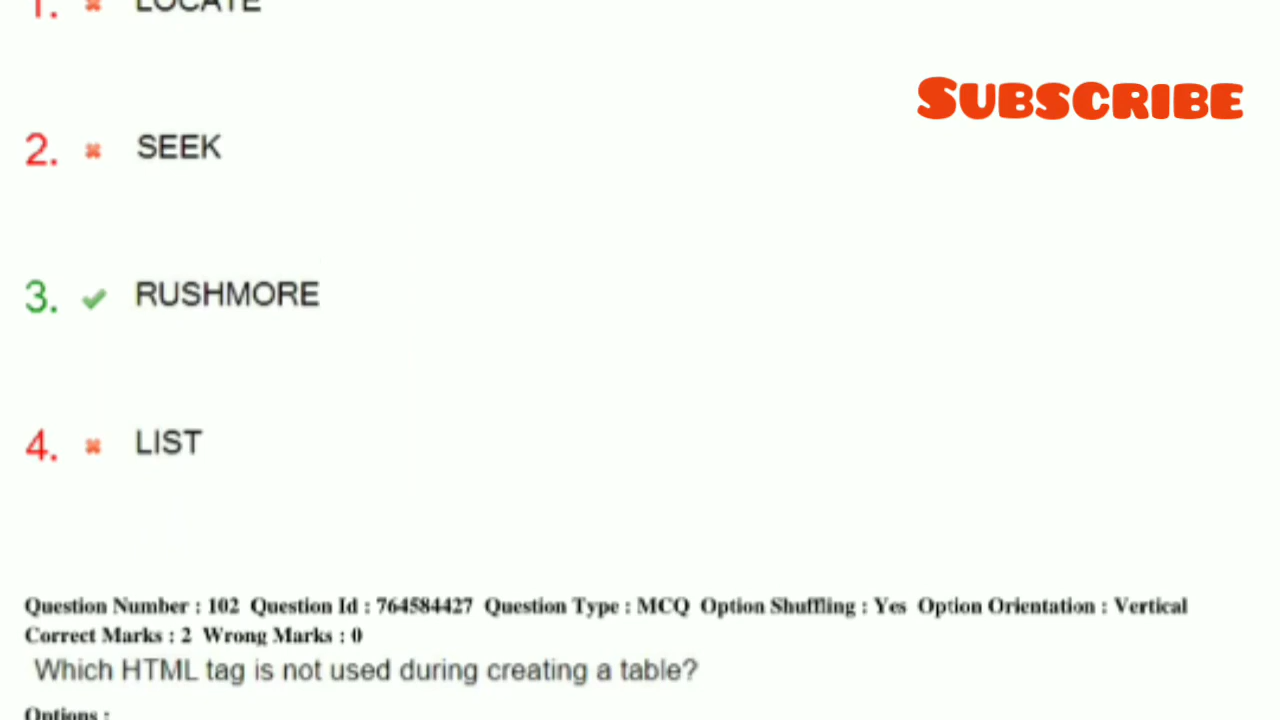 1. LOCATE
SUBSCRIBE
2. SEEK
3. RUSHMORE
4. LIST
Question Number : 102 Question Id : 764584427 Question Type : MCQ Option Shuffling : Yes Option Orientation : Vertical
Correct Marks : 2 Wrong Marks : 0
Which HTML tag is not used during creating a table?
Options :